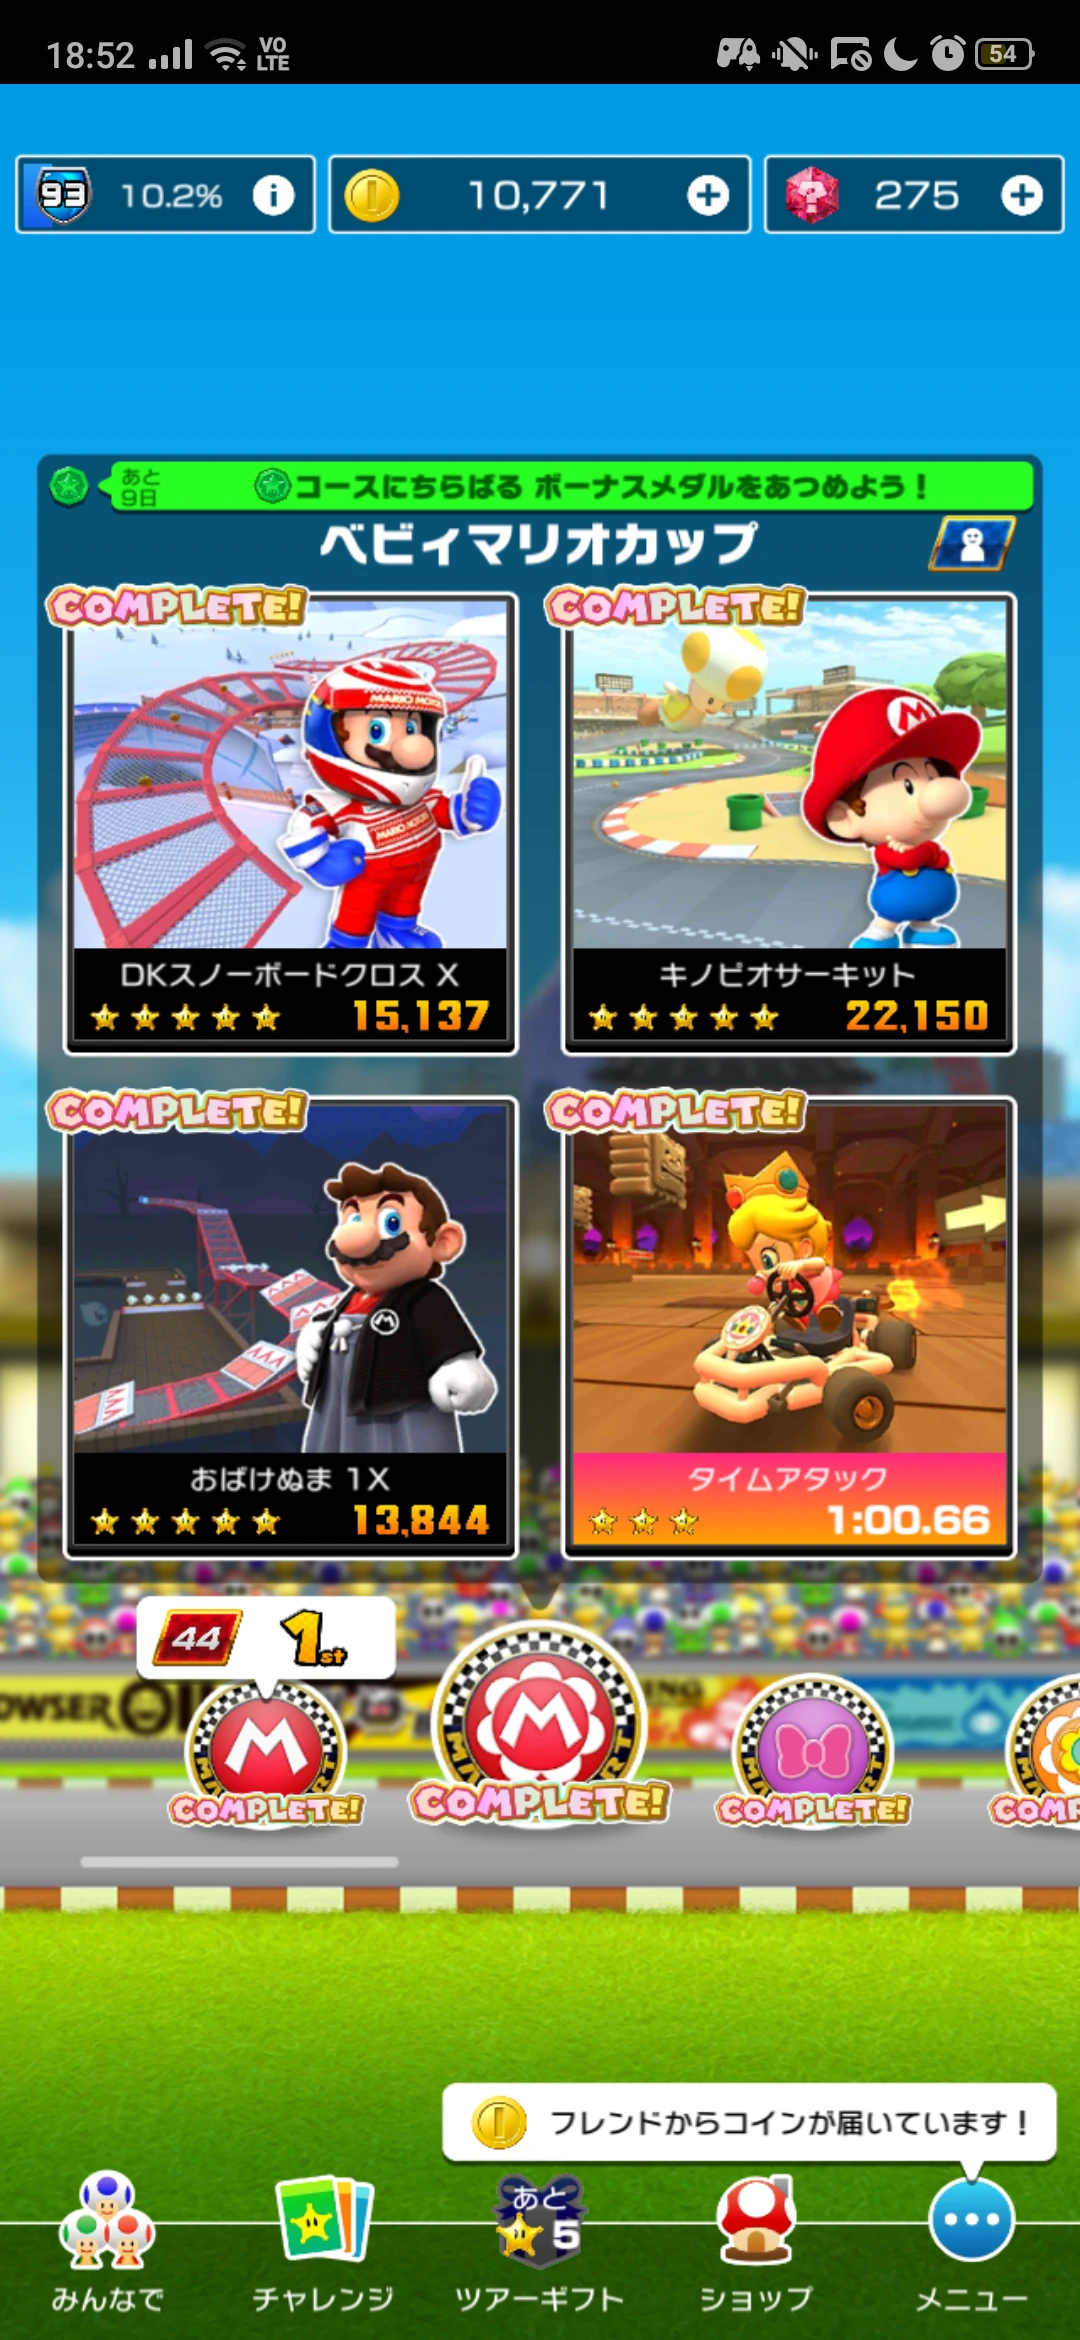 18:52 VO LTE 54
93 10.2% i 10,771 + 275 +
あと
9日
コースにちらばる ボーナスメダルをあつめよう！
ベビィマリオカップ
COMPLETE! COMPLETE!
MARIO MOTORS
MARIO MOTORS
M
DKスノーボードクロス X キノピオサーキット
15,137 22,150
COMPLETE! COMPLETE!
M
おばけぬま 1X タイムアタック
13,844 1:00.66
44 1st
OWSER OIL
M M
COMPLETE! COMPLETE! COMPLETE! COMP
フレンドからコインが届いています！
あと
5
みんなで チャレンジ ツアーギフト ショップ メニュー